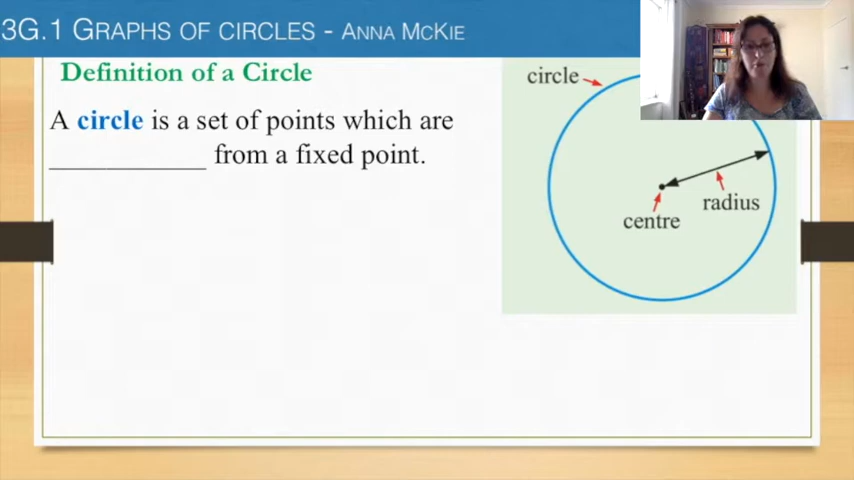 3G.1 GRAPHS OF CIRCLES - ANNA MCKIE
Definition of a Circle
A circle is a set of points which are
___________ from a fixed point.
circle
radius
centre